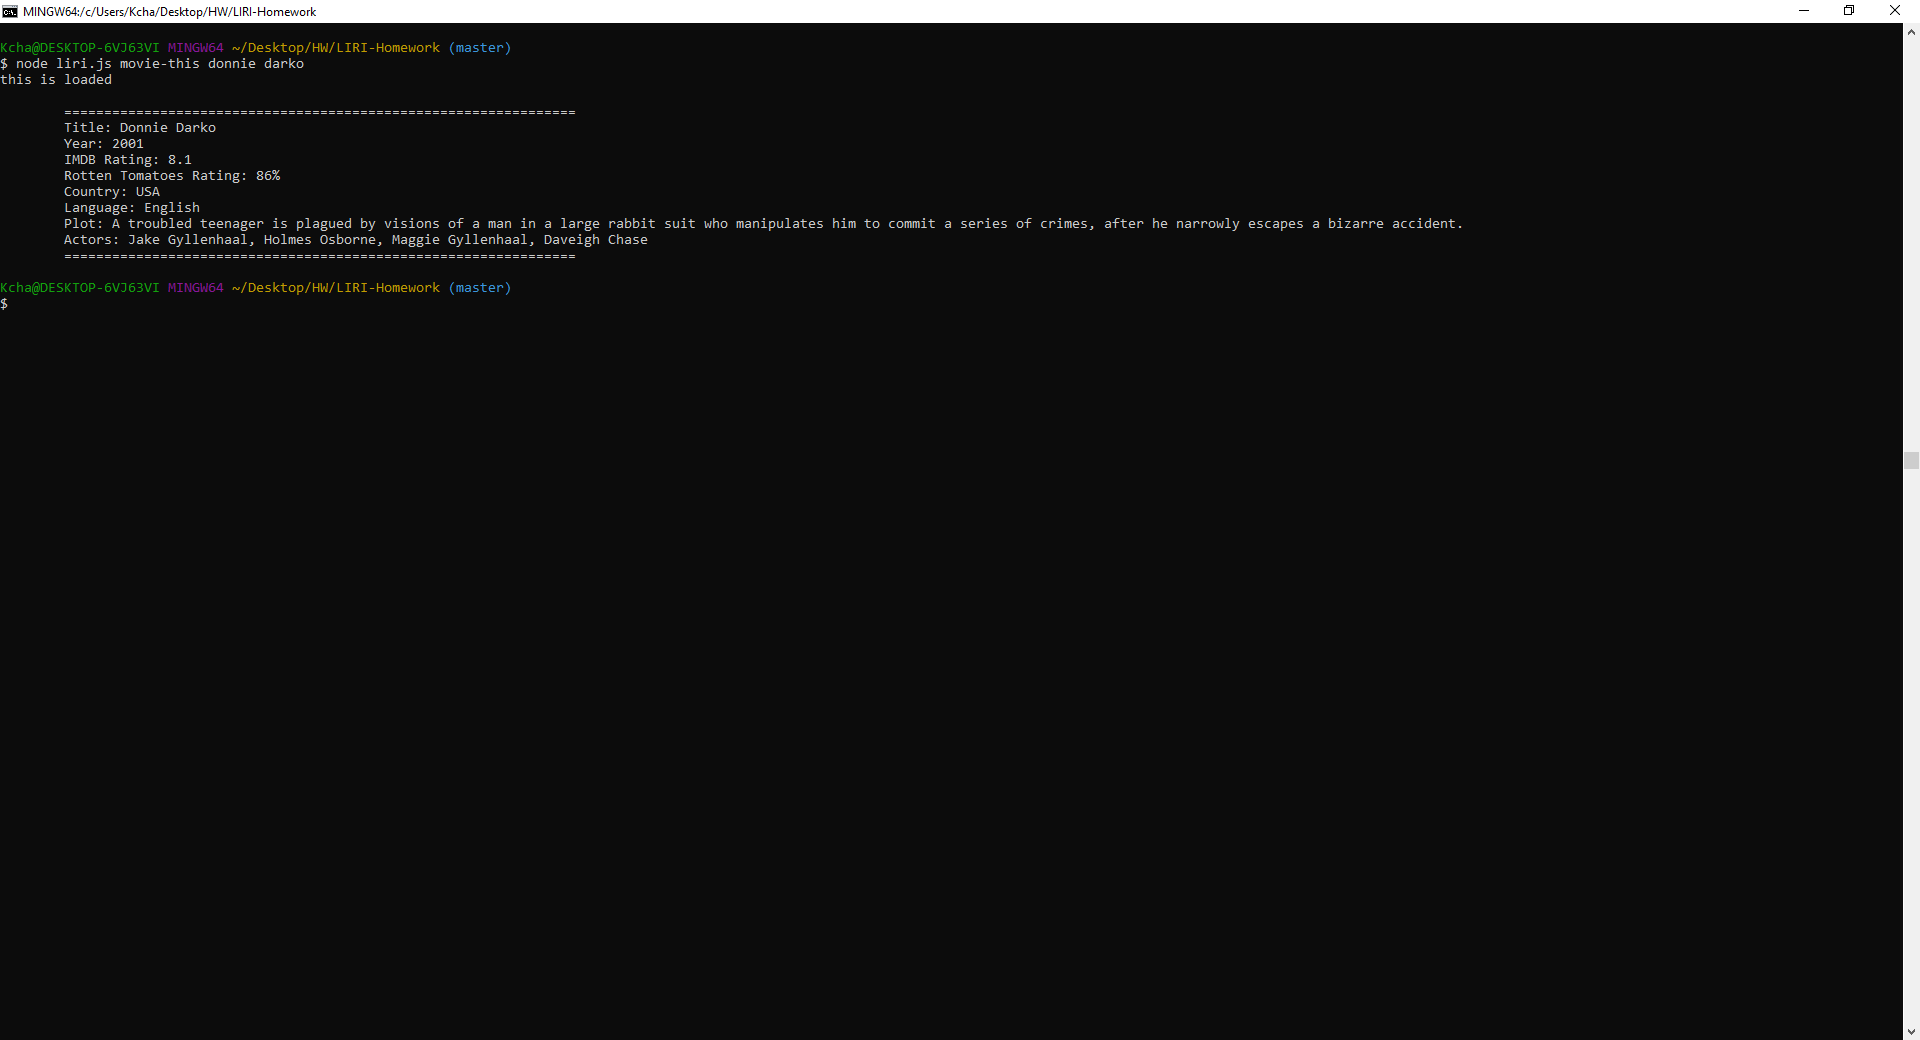 MINGW64:/c/Users/Kcha/Desktop/HW/LIRI-Homework
Kcha@DESKTOP-6VJ63VI MINGW64 ~/Desktop/HW/LIRI-Homework (master)
$ node liri.js movie-this donnie darko
this is loaded
================================================================
Title: Donnie Darko
Year: 2001
IMDB Rating: 8.1
Rotten Tomatoes Rating: 86%
Country: USA
Language: English
Plot: A troubled teenager is plagued by visions of a man in a large rabbit suit who manipulates him to commit a series of crimes, after he narrowly escapes a bizarre accident.
Actors: Jake Gyllenhaal, Holmes Osborne, Maggie Gyllenhaal, Daveigh Chase
================================================================
Kcha@DESKTOP-6VJ63VI MINGW64 ~/Desktop/HW/LIRI-Homework (master)
$